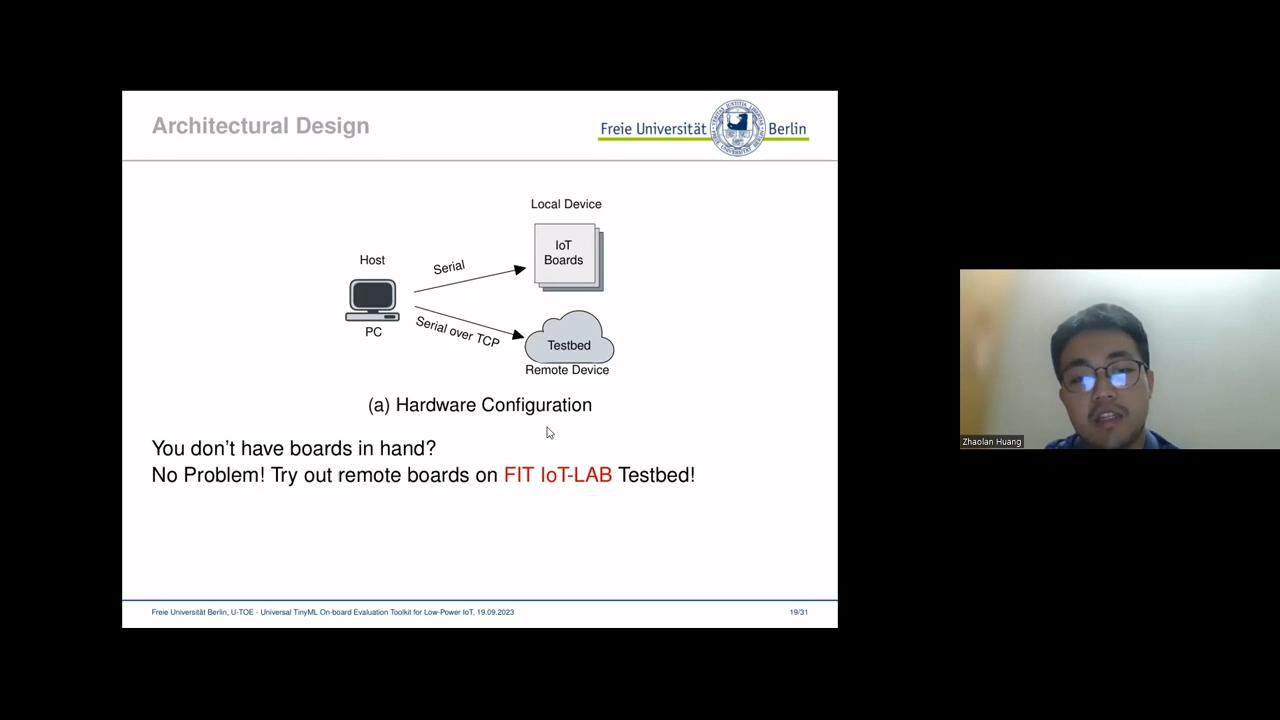 Architectural Design
Freie Universität Berlin
Local Device
IoT
Boards
Host
Serial
PC
Serial over TCP
Testbed
Remote Device
(a) Hardware Configuration
You don't have boards in hand?
No Problem! Try out remote boards on FIT IoT-LAB Testbed!
Zhaolan Huang
Freie Universität Berlin, U-TOE - Universal TinyML On-board Evaluation Toolkit for Low-Power IoT, 19.09.2023
19/31